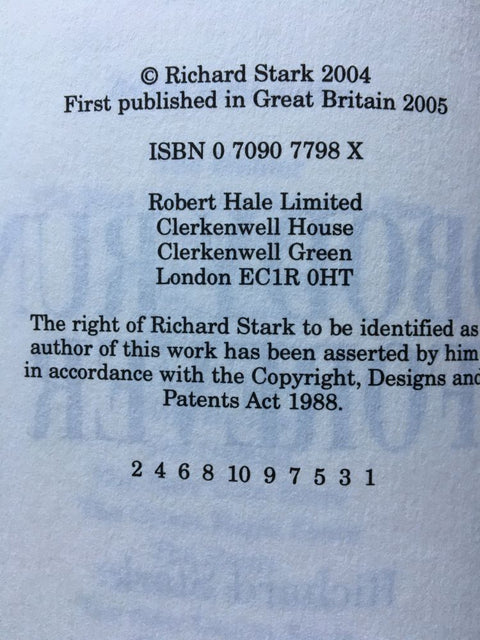 © Richard Stark 2004
First published in Great Britain 2005
ISBN 0 7090 7798 X
Robert Hale Limited
Clerkenwell House
Clerkenwell Green
London EC1R 0HT
The right of Richard Stark to be identified as
author of this work has been asserted by him
in accordance with the Copyright, Designs and
Patents Act 1988.
2 4 6 8 10 9 7 5 3 1